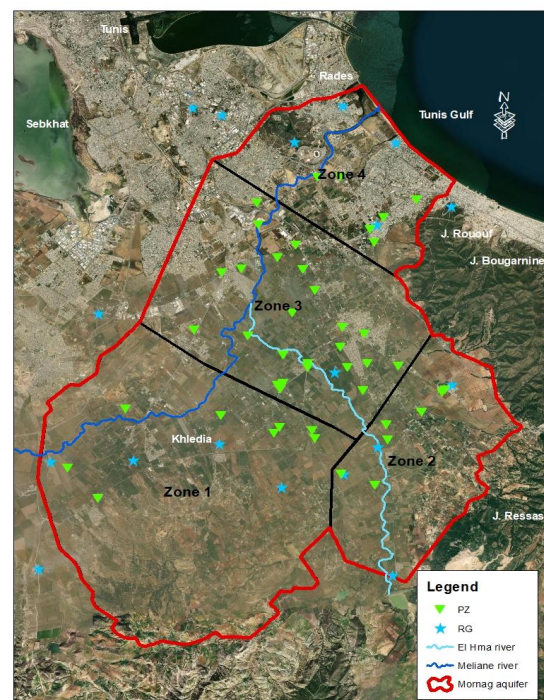 Tunis
Rades
Sebkhat
Tunis Gulf
N
Zone 4
J. Rououf
J. Bougarnine
Zone 3
Khledia
Zone 2
Zone 1
J. Ressas
Legend
PZ
RG
El Hma river
Meliane river
Mornag aquifer